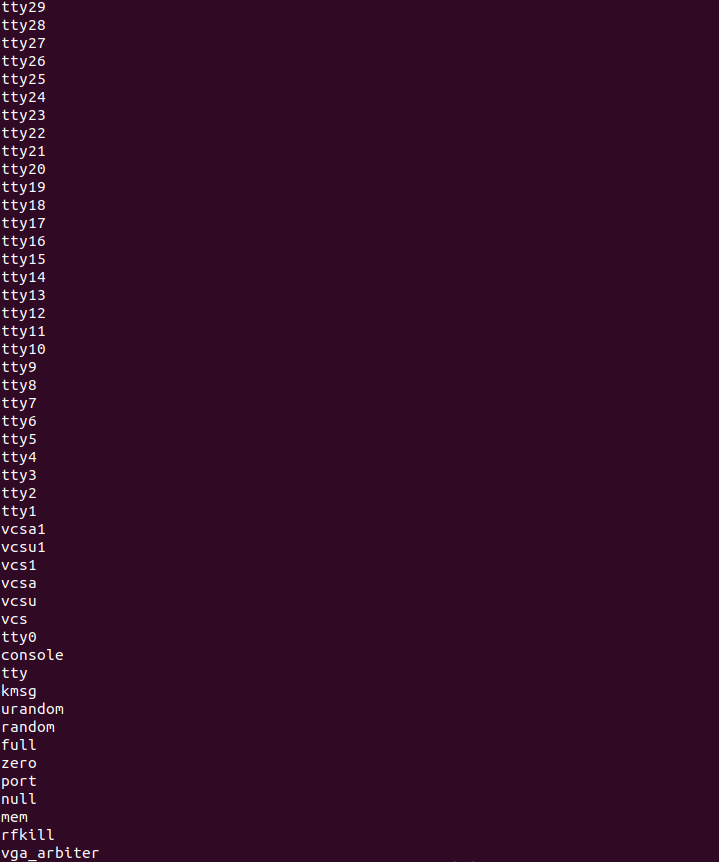 tty29
tty28
tty27
tty26
tty25
tty24
tty23
tty22
tty21
tty20
tty19
tty18
tty17
tty16
tty15
tty14
tty13
tty12
tty11
tty10
tty9
tty8
tty7
tty6
tty5
tty4
tty3
tty2
tty1
vcsa1
vcsu1
vcs1
vcsa
vcsu
vcs
tty0
console
tty
kmsg
urandom
random
full
zero
port
null
mem
rfkill
vga_arbiter